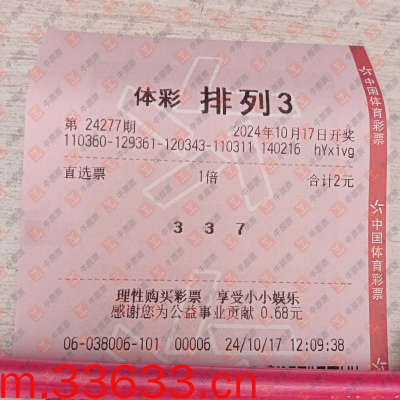 体彩 排列3
第 24277期 2024年10月17日开奖
110360-129361-120343-110311 140216 hYxivg
直选票 1倍 合计2元
3 3 7
理性购买彩票 享受小小娱乐
感谢您为公益事业贡献 0.68元
06-038006-101 00006 24/10/17 12:09:38
中国体育彩票
中国体育彩票
m.33633.cn